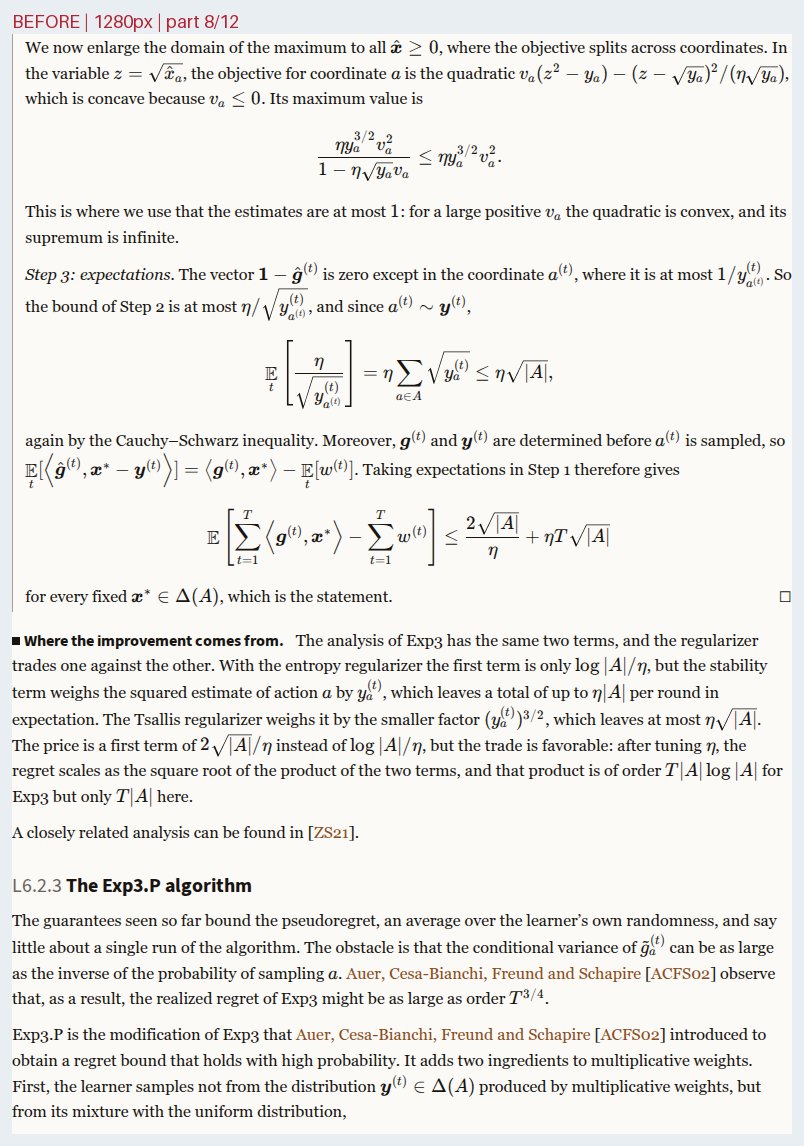 BEFORE | 1280px | part 8/12
We now enlarge the domain of the maximum to all x̂ ≥ 0, where the objective splits across coordinates. In
the variable z = √x̂ₐ, the objective for coordinate a is the quadratic vₐ(z² − yₐ) − (z − √yₐ)²/(η√yₐ),
which is concave because vₐ ≤ 0. Its maximum value is
ηyₐ^{3/2}vₐ² / (1 − η√yₐvₐ) ≤ ηyₐ^{3/2}vₐ².
This is where we use that the estimates are at most 1: for a large positive vₐ the quadratic is convex, and its
supremum is infinite.
Step 3: expectations. The vector 1 − ĝ^{(t)} is zero except in the coordinate a^{(t)}, where it is at most 1/y_{a^{(t)}}^{(t)}. So
the bound of Step 2 is at most η/√(y_{a^{(t)}}^{(t)}), and since a^{(t)} ∼ y^{(t)},
𝔼_t [ η / √(y_{a^{(t)}}^{(t)}) ] = η ∑_{a∈A} √(y_a^{(t)}) ≤ η√|A|,
again by the Cauchy–Schwarz inequality. Moreover, g^{(t)} and y^{(t)} are determined before a^{(t)} is sampled, so
𝔼_t[⟨ĝ^{(t)}, x* − y^{(t)}⟩] = ⟨g^{(t)}, x*⟩ − 𝔼_t[w^{(t)}]. Taking expectations in Step 1 therefore gives
𝔼 [ ∑_{t=1}^{T} ⟨g^{(t)}, x*⟩ − ∑_{t=1}^{T} w^{(t)} ] ≤ 2√|A| / η + ηT√|A|
for every fixed x* ∈ Δ(A), which is the statement. □
■ Where the improvement comes from. The analysis of Exp3 has the same two terms, and the regularizer
trades one against the other. With the entropy regularizer the first term is only log |A|/η, but the stability
term weighs the squared estimate of action a by y_a^{(t)}, which leaves a total of up to η|A| per round in
expectation. The Tsallis regularizer weighs it by the smaller factor (y_a^{(t)})^{3/2}, which leaves at most η√|A|.
The price is a first term of 2√|A|/η instead of log |A|/η, but the trade is favorable: after tuning η, the
regret scales as the square root of the product of the two terms, and that product is of order T|A| log |A| for
Exp3 but only T|A| here.
A closely related analysis can be found in [ZS21].
L6.2.3 The Exp3.P algorithm
The guarantees seen so far bound the pseudoregret, an average over the learner's own randomness, and say
little about a single run of the algorithm. The obstacle is that the conditional variance of g̃_a^{(t)} can be as large
as the inverse of the probability of sampling a. Auer, Cesa-Bianchi, Freund and Schapire [ACFS02] observe
that, as a result, the realized regret of Exp3 might be as large as order T^{3/4}.
Exp3.P is the modification of Exp3 that Auer, Cesa-Bianchi, Freund and Schapire [ACFS02] introduced to
obtain a regret bound that holds with high probability. It adds two ingredients to multiplicative weights.
First, the learner samples not from the distribution y^{(t)} ∈ Δ(A) produced by multiplicative weights, but
from its mixture with the uniform distribution,